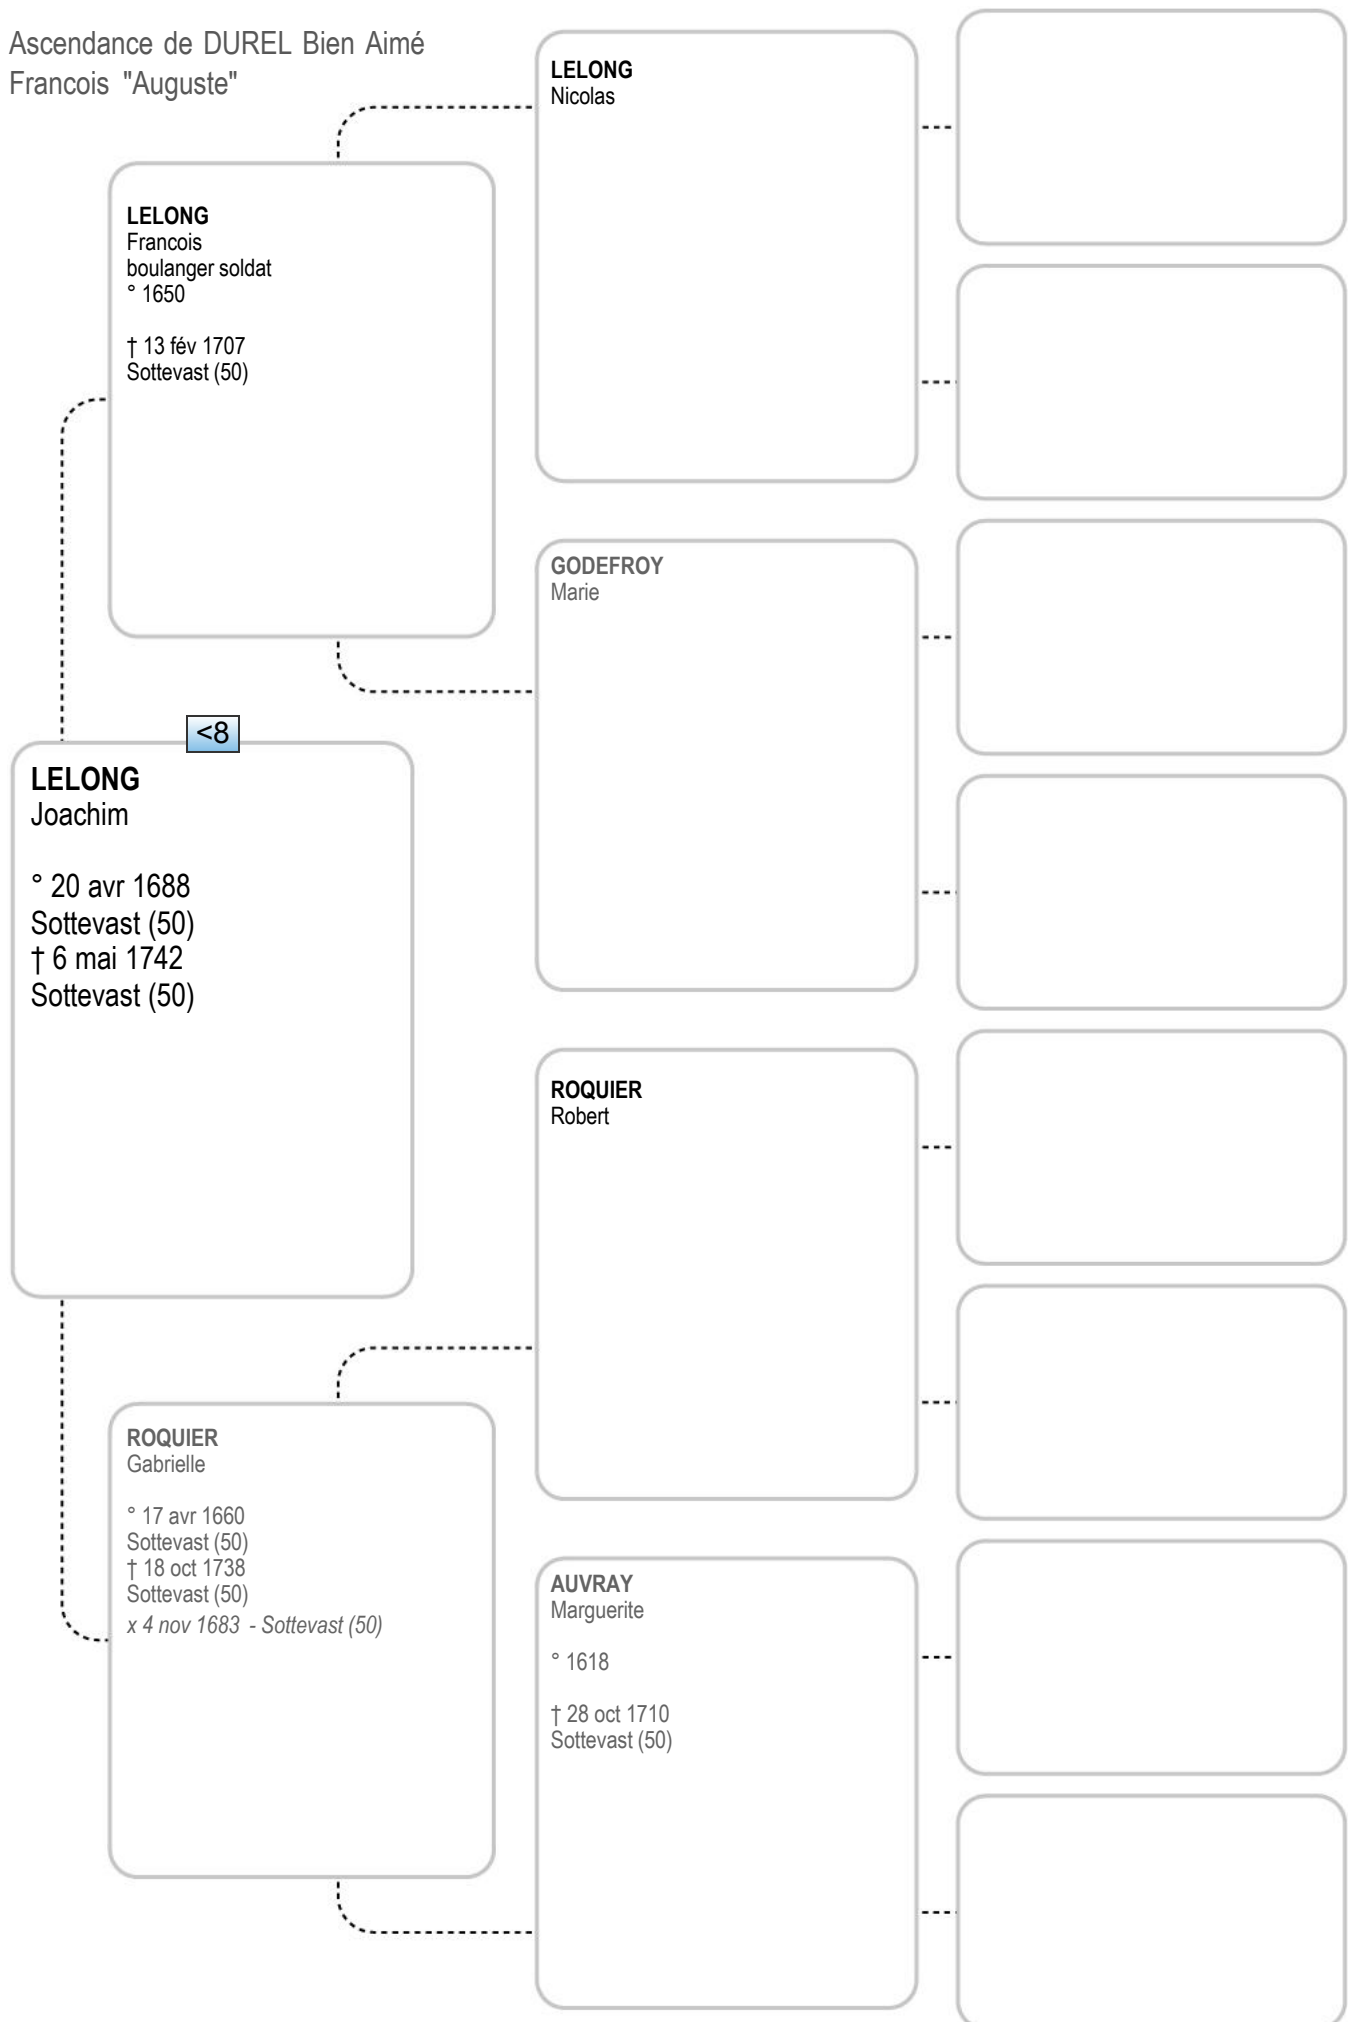 Ascendance de DUREL Bien Aimé
Francois "Auguste"
LELONG
Nicolas
LELONG
Francois
boulanger soldat
° 1650
† 13 fév 1707
Sottevast (50)
GODEFROY
Marie
<8
LELONG
Joachim
° 20 avr 1688
Sottevast (50)
† 6 mai 1742
Sottevast (50)
ROQUIER
Robert
ROQUIER
Gabrielle
° 17 avr 1660
Sottevast (50)
† 18 oct 1738
Sottevast (50)
x 4 nov 1683 - Sottevast (50)
AUVRAY
Marguerite
° 1618
† 28 oct 1710
Sottevast (50)